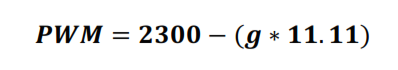 PWM = 2300 − (g * 11.11)